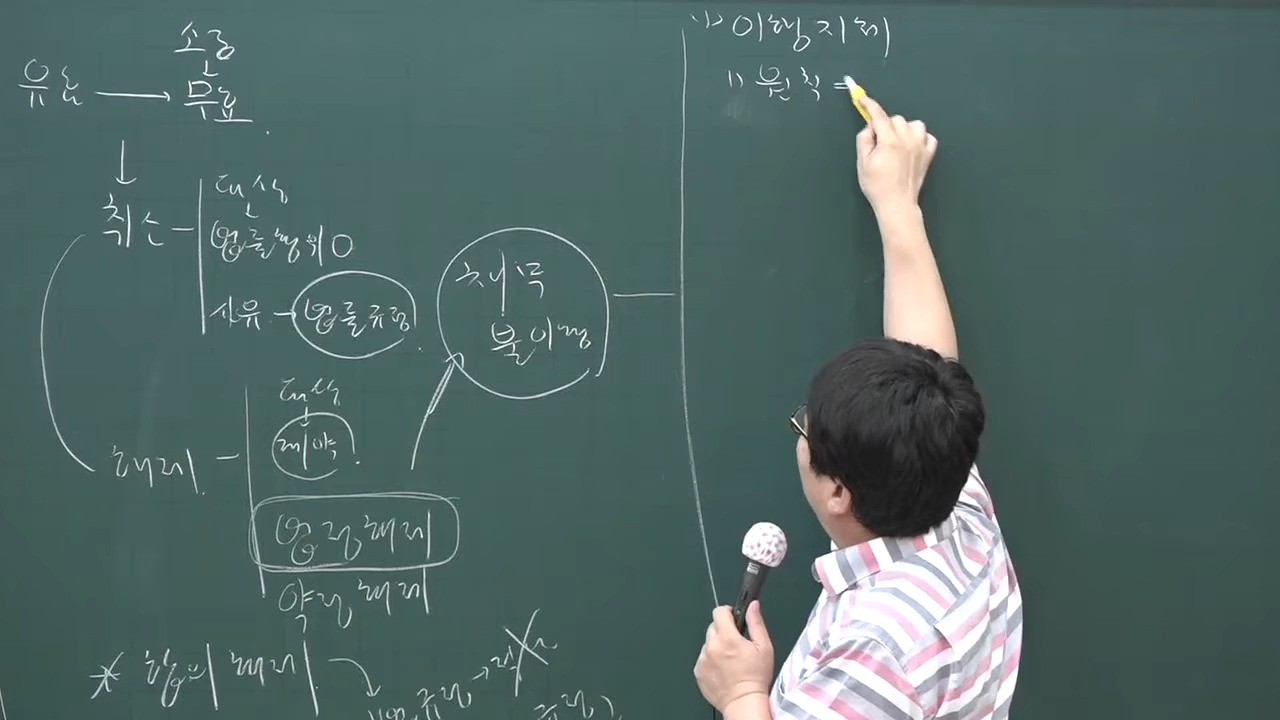 소급
유효 → 무효
취소
대상
법률행위 O
사유 - 법률규정
해제
대상
계약
법정해제
약정해제
* 합의해제
채무
불이행
(1) 이행지체
1) 원칙 =